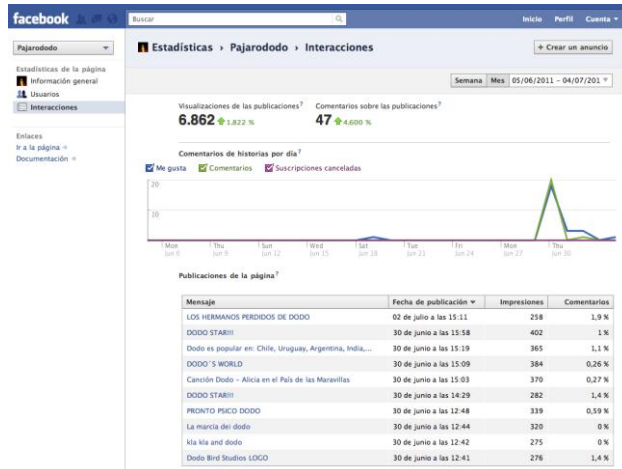 facebook
Buscar
Inicio Perfil Cuenta
Pajarododo
Estadísticas › Pajarododo › Interacciones
+ Crear un anuncio
Estadísticas de la página
Información general
Usuarios
Interacciones
Semana Mes 05/06/2011 - 04/07/201
Enlaces
Ir a la página
Documentación
Visualizaciones de las publicaciones? Comentarios sobre las publicaciones?
6.862 1.822 % 47 4.600 %
Comentarios de historias por día?
Me gusta Comentarios Suscripciones canceladas
20
10
Mon Thu Sun Wed Sat Tue Fri Mon Thu
Jun 6 Jun 9 Jun 12 Jun 15 Jun 18 Jun 21 Jun 24 Jun 27 Jun 30
Publicaciones de la página?
Mensaje Fecha de publicación Impresiones Comentarios
LOS HERMANOS PERDIDOS DE DODO 02 de julio a las 15:11 258 1,9 %
DODO STAR!!! 30 de junio a las 15:58 402 1 %
Dodo es popular en: Chile, Uruguay, Argentina, India,... 30 de junio a las 15:19 365 1,1 %
DODO´S WORLD 30 de junio a las 15:09 384 0,26 %
Canción Dodo - Alicia en el País de las Maravillas 30 de junio a las 15:03 370 0,27 %
DODO STAR!!! 30 de junio a las 14:29 282 1,4 %
PRONTO PSICO DODO 30 de junio a las 12:48 339 0,59 %
La marcia dei dodo 30 de junio a las 12:44 320 0 %
kla kla and dodo 30 de junio a las 12:42 275 0 %
Dodo Bird Studios LOGO 30 de junio a las 12:41 276 1,4 %